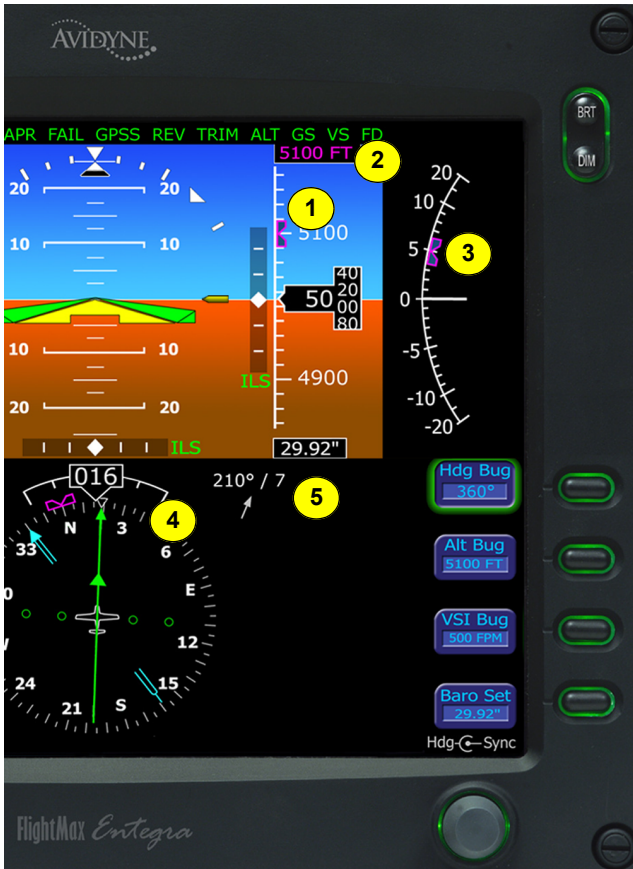 AVIDYNE
BRT
DIM
APR FAIL GPSS REV TRIM ALT GS VS FD
5100 FT
2
1
3
20
10
5
0
-5
-10
-20
20 20
10 10
10 10
20 20
5100
50
40
20
00
80
4900
ILS
ILS
29.92"
016
210° / 7
5
4
N
3
6
E
12
15
S
21
24
W
33
Hdg Bug
360°
Alt Bug
5100 FT
VSI Bug
500 FPM
Baro Set
29.92"
Hdg Sync
FlightMax Entegra